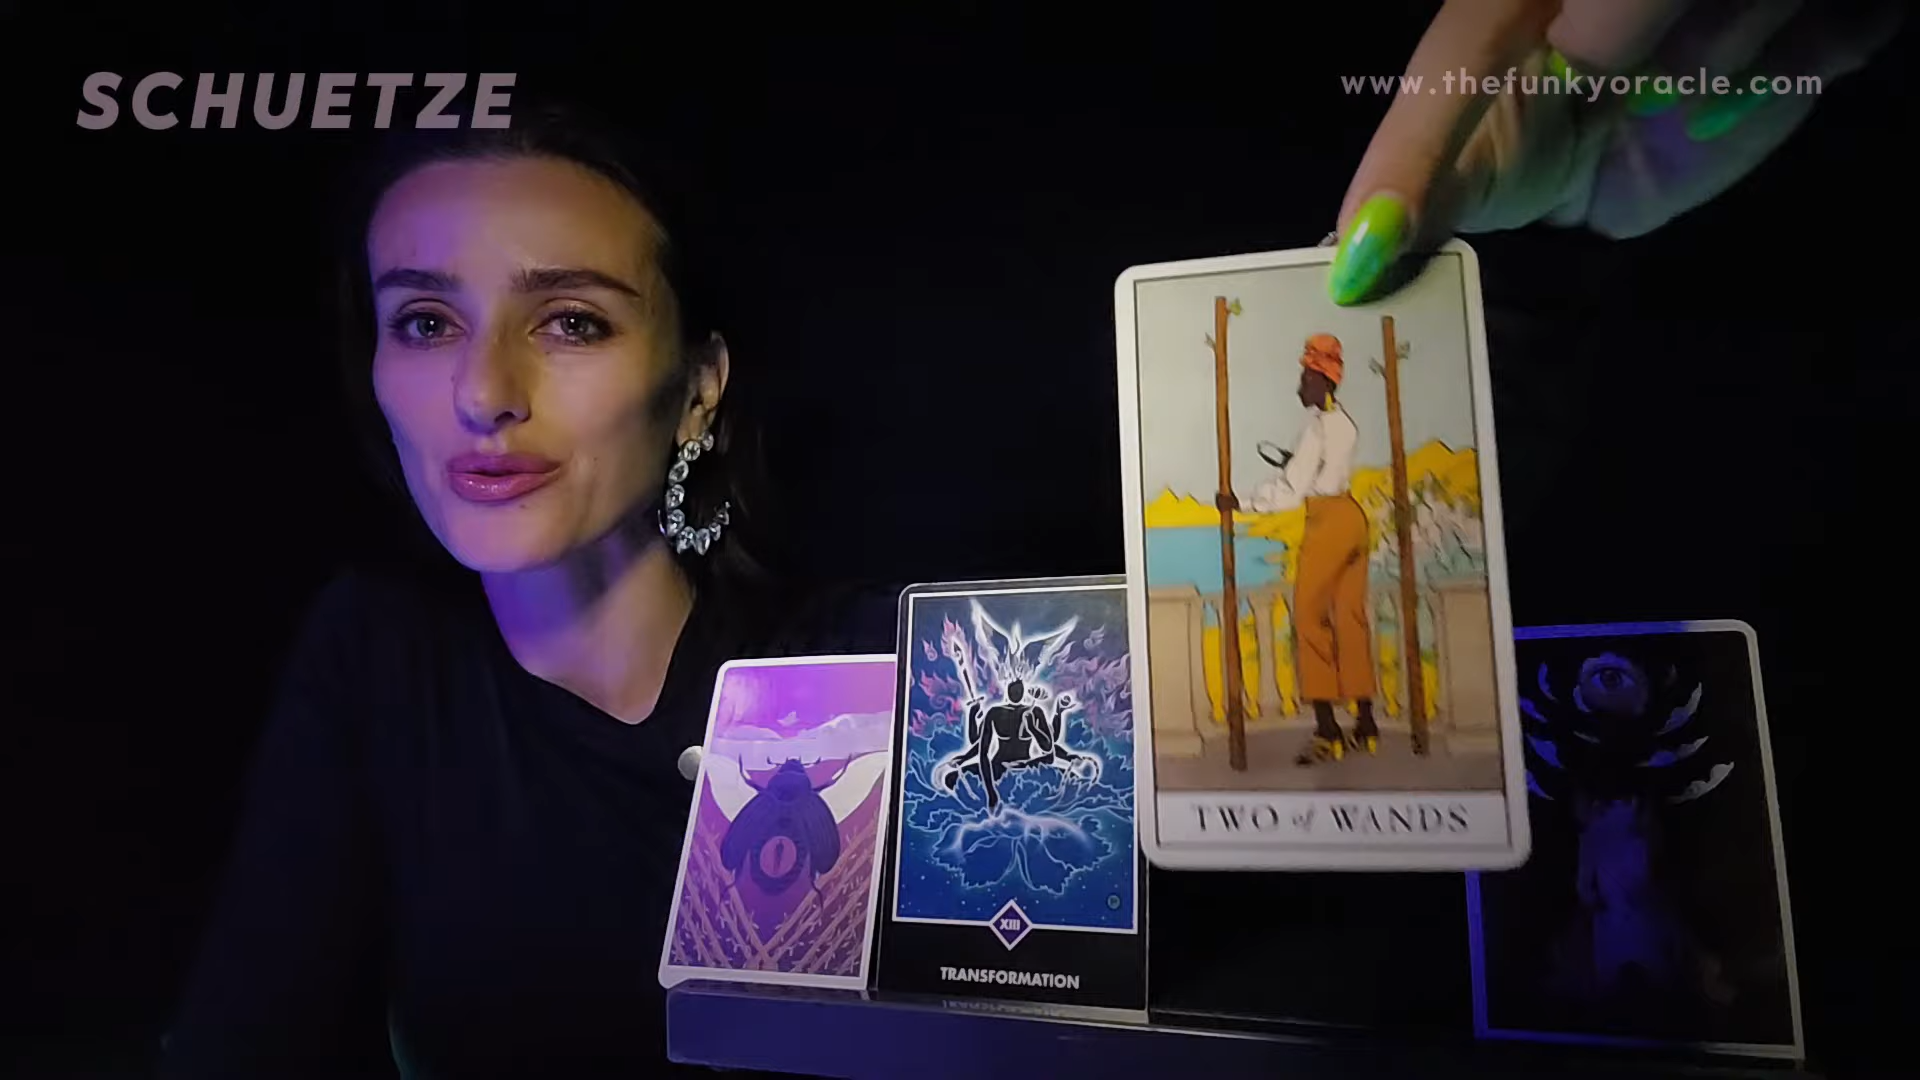 SCHUETZE
www.thefunkyoracle.com
TWO of WANDS
XIII
TRANSFORMATION